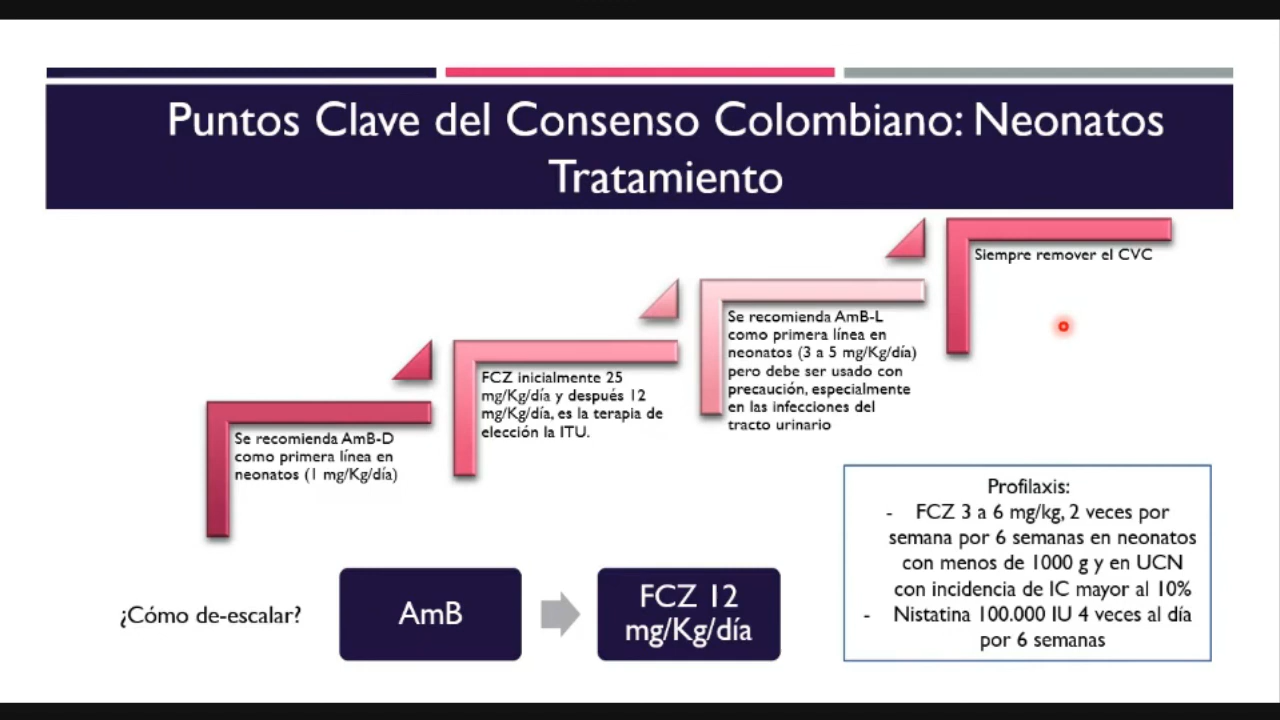 Puntos Clave del Consenso Colombiano: Neonatos
Tratamiento
Se recomienda AmB-D
como primera línea en
neonatos (1 mg/Kg/día)
FCZ inicialmente 25
mg/Kg/día y después 12
mg/Kg/día, es la terapia de
elección la ITU.
Se recomienda AmB-L
como primera línea en
neonatos (3 a 5 mg/Kg/día)
pero debe ser usado con
precaución, especialmente
en las infecciones del
tracto urinario
Siempre remover el CVC
¿Cómo de-escalar?
AmB
FCZ 12
mg/Kg/día
Profilaxis:
- FCZ 3 a 6 mg/kg, 2 veces por
semana por 6 semanas en neonatos
con menos de 1000 g y en UCN
con incidencia de IC mayor al 10%
- Nistatina 100.000 IU 4 veces al día
por 6 semanas